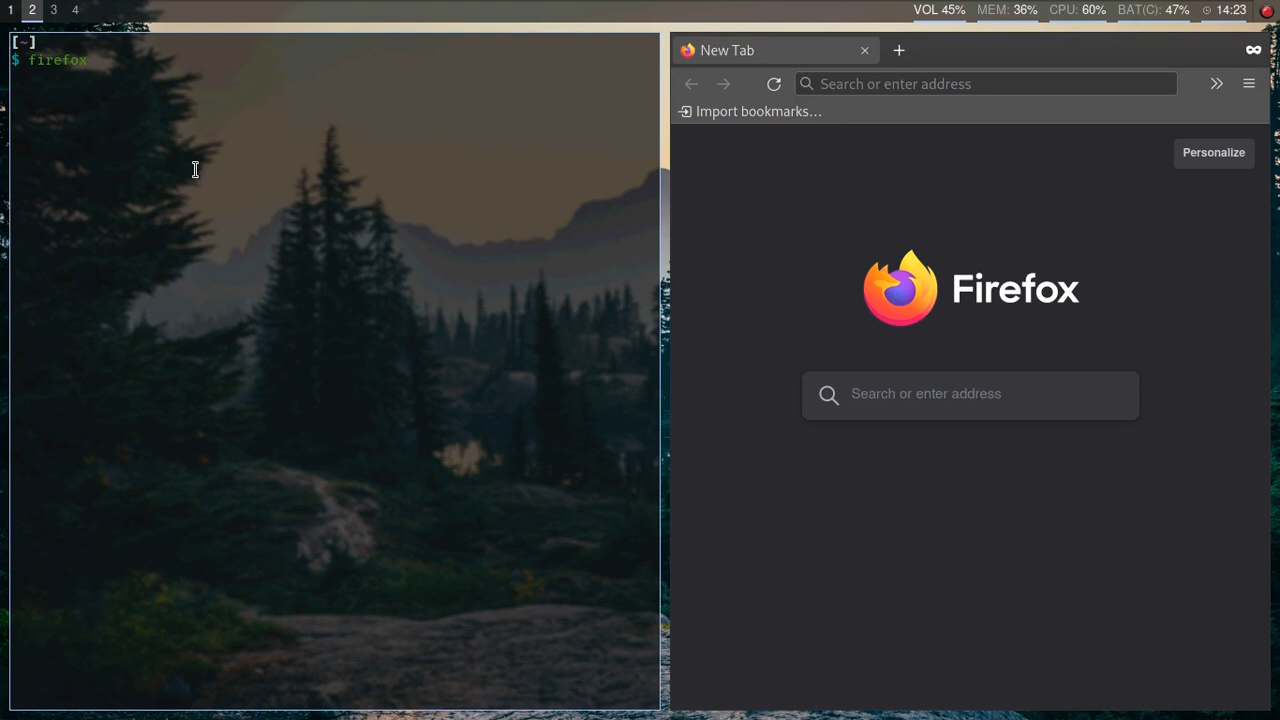 1 2 3 4 VOL 45% MEM: 36% CPU: 60% BAT(C): 47% 14:23
[~]
$ firefox
New Tab
Search or enter address
Import bookmarks...
Personalize
Firefox
Search or enter address